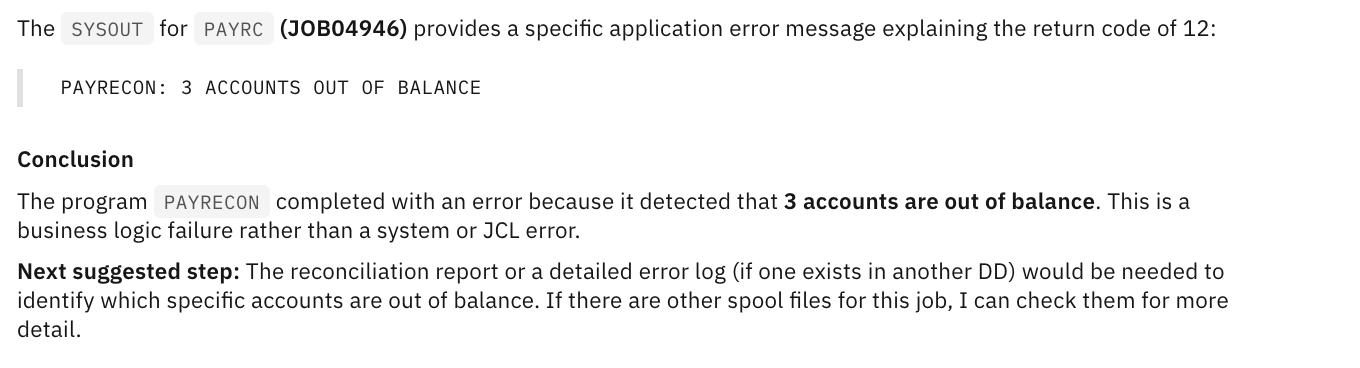 The SYSOUT for PAYRC (JOB04946) provides a specific application error message explaining the return code of 12:
PAYRECON: 3 ACCOUNTS OUT OF BALANCE
Conclusion
The program PAYRECON completed with an error because it detected that 3 accounts are out of balance. This is a
business logic failure rather than a system or JCL error.
Next suggested step: The reconciliation report or a detailed error log (if one exists in another DD) would be needed to
identify which specific accounts are out of balance. If there are other spool files for this job, I can check them for more
detail.